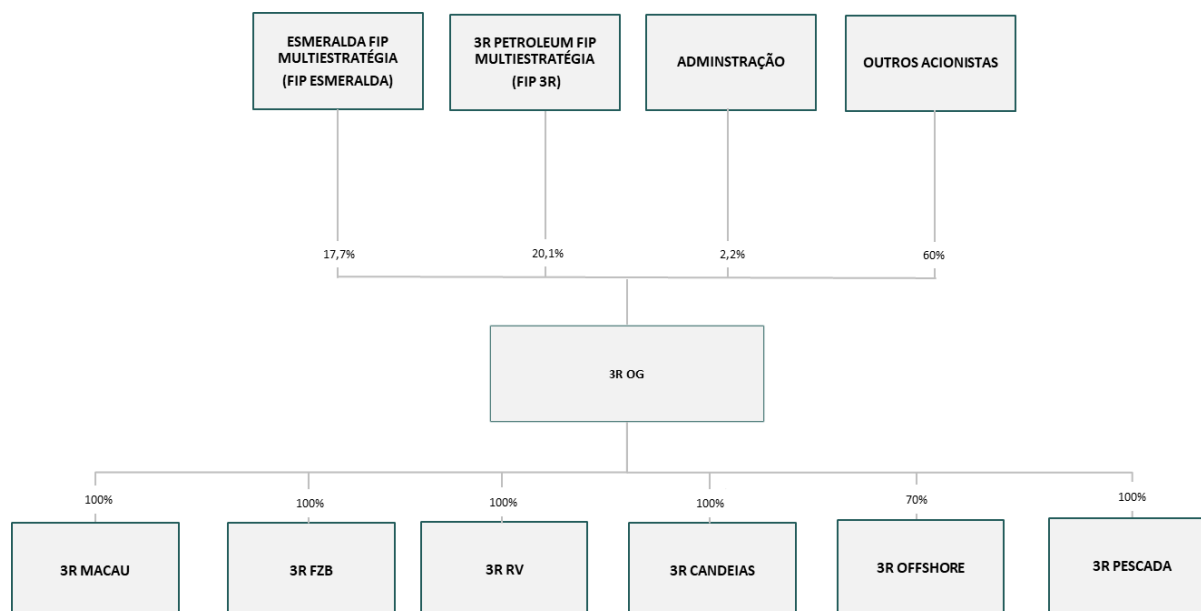 ESMERALDA FIP
MULTIESTRATÉGIA
(FIP ESMERALDA)
3R PETROLEUM FIP
MULTIESTRATÉGIA
(FIP 3R)
ADMINSTRAÇÃO
OUTROS ACIONISTAS
17,7%
20,1%
2,2%
60%
3R OG
100%
100%
100%
100%
70%
100%
3R MACAU
3R FZB
3R RV
3R CANDEIAS
3R OFFSHORE
3R PESCADA